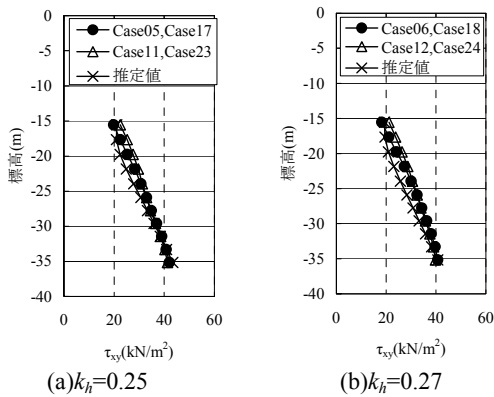 Case05,Case17
Case11,Case23
推定値
0
-5
-10
-15
-20
-25
-30
-35
-40
標高(m)
0 20 40 60
τxy(kN/m²)
(a)kh=0.25
Case06,Case18
Case12,Case24
推定値
0
-5
-10
-15
-20
-25
-30
-35
-40
標高(m)
0 20 40 60
τxy(kN/m²)
(b)kh=0.27